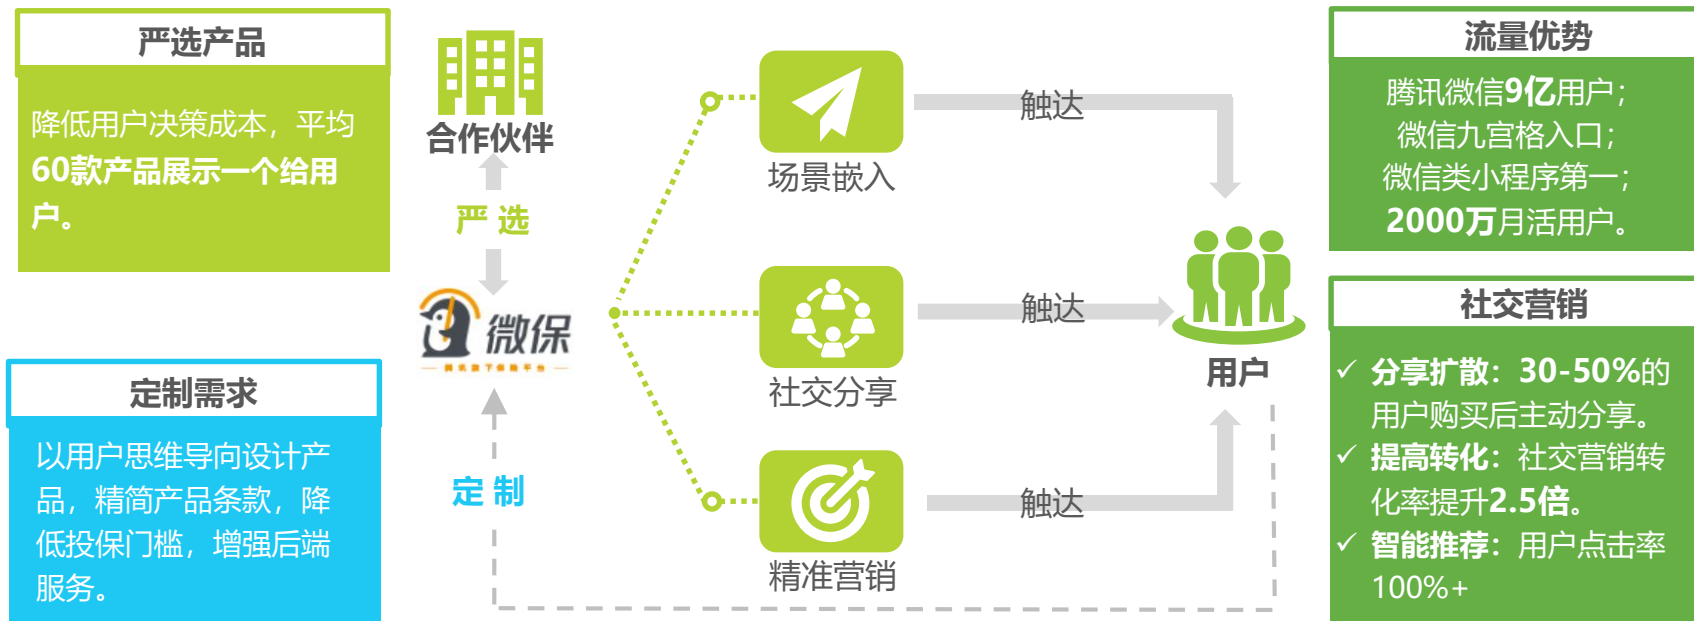 严选产品
降低用户决策成本，平均
60款产品展示一个给用
户。
定制需求
以用户思维导向设计产
品，精简产品条款，降
低投保门槛，增强后端
服务。
合作伙伴
严 选
微保
腾讯旗下保险平台
定 制
场景嵌入
社交分享
精准营销
触达
触达
触达
用户
流量优势
腾讯微信9亿用户；
微信九宫格入口；
微信类小程序第一；
2000万月活用户。
社交营销
✓ 分享扩散：30-50%的
用户购买后主动分享。
✓ 提高转化：社交营销转
化率提升2.5倍。
✓ 智能推荐：用户点击率
100%+